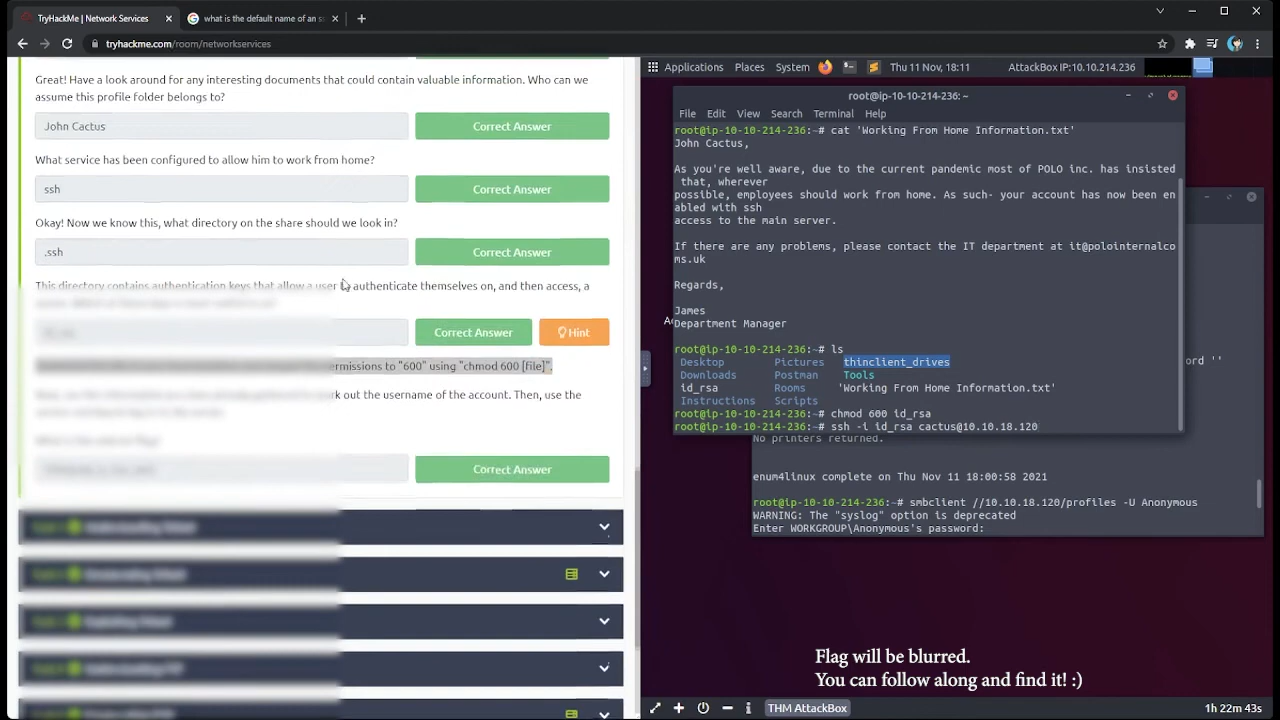 TryHackMe | Network Services
what is the default name of an ss
tryhackme.com/room/networkservices
Great! Have a look around for any interesting documents that could contain valuable information. Who can we
assume this profile folder belongs to?
John Cactus
Correct Answer
What service has been configured to allow him to work from home?
ssh
Correct Answer
Okay! Now we know this, what directory on the share should we look in?
.ssh
Correct Answer
This directory contains authentication keys that allow a user to authenticate themselves on, and then access, a
Correct Answer
Hint
permissions to "600" using "chmod 600 [file]".
work out the username of the account. Then, use the
Correct Answer
Applications Places System Thu 11 Nov, 18:11 AttackBox IP:10.10.214.236
root@ip-10-10-214-236: ~
File Edit View Search Terminal Help
root@ip-10-10-214-236:~# cat 'Working From Home Information.txt'
John Cactus,
As you're well aware, due to the current pandemic most of POLO inc. has insisted
that, wherever
possible, employees should work from home. As such- your account has now been en
abled with ssh
access to the main server.
If there are any problems, please contact the IT department at it@polointernalco
ms.uk
Regards,
James
Department Manager
root@ip-10-10-214-236:~# ls
Desktop Pictures thinclient_drives
Downloads Postman Tools
id_rsa Rooms 'Working From Home Information.txt'
Instructions Scripts
root@ip-10-10-214-236:~# chmod 600 id_rsa
root@ip-10-10-214-236:~# ssh -i id_rsa cactus@10.10.18.120
ord ''
No printers returned.
enum4linux complete on Thu Nov 11 18:00:58 2021
root@ip-10-10-214-236:~# smbclient //10.10.18.120/profiles -U Anonymous
WARNING: The "syslog" option is deprecated
Enter WORKGROUP\Anonymous's password:
Flag will be blurred.
You can follow along and find it! :)
THM AttackBox
1h 22m 43s